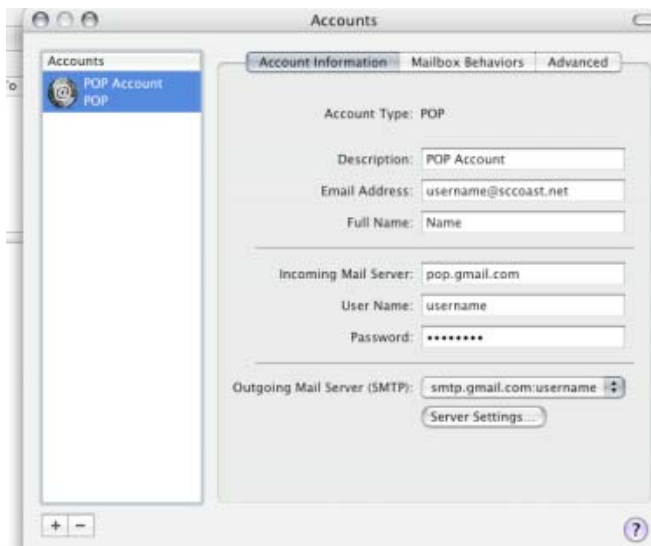 Accounts
To
Accounts
POP Account
POP
Account Information Mailbox Behaviors Advanced
Account Type: POP
Description: POP Account
Email Address: username@sccoast.net
Full Name: Name
Incoming Mail Server: pop.gmail.com
User Name: username
Password: ••••••••
Outgoing Mail Server (SMTP): smtp.gmail.com:username
Server Settings...
+ −
?